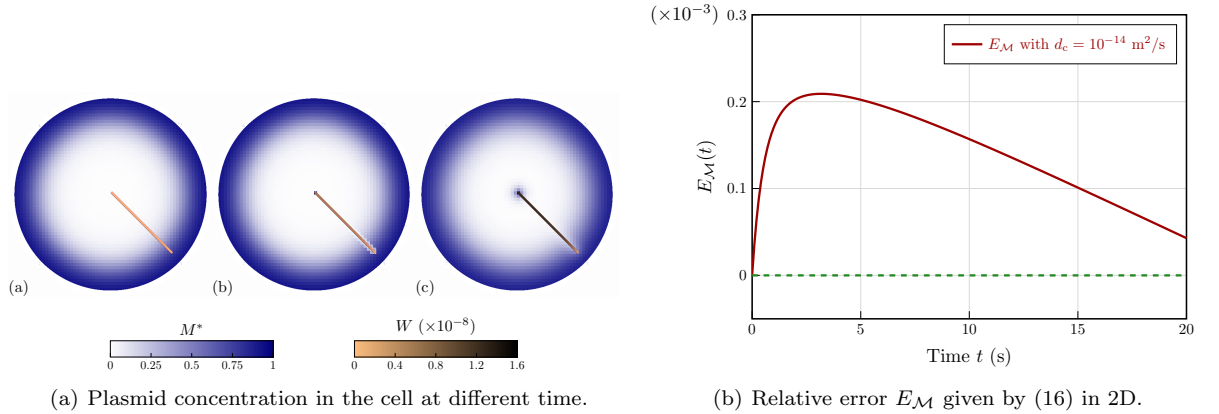 (a)
(b)
(c)
M*
0 0.25 0.5 0.75 1
W (×10⁻⁸)
0 0.4 0.8 1.2 1.6
(a) Plasmid concentration in the cell at different time.
(×10⁻³)
0.3
0.2
0.1
0
E_M(t)
E_M with d_c = 10⁻¹⁴ m²/s
0 5 10 15 20
Time t (s)
(b) Relative error E_M given by (16) in 2D.